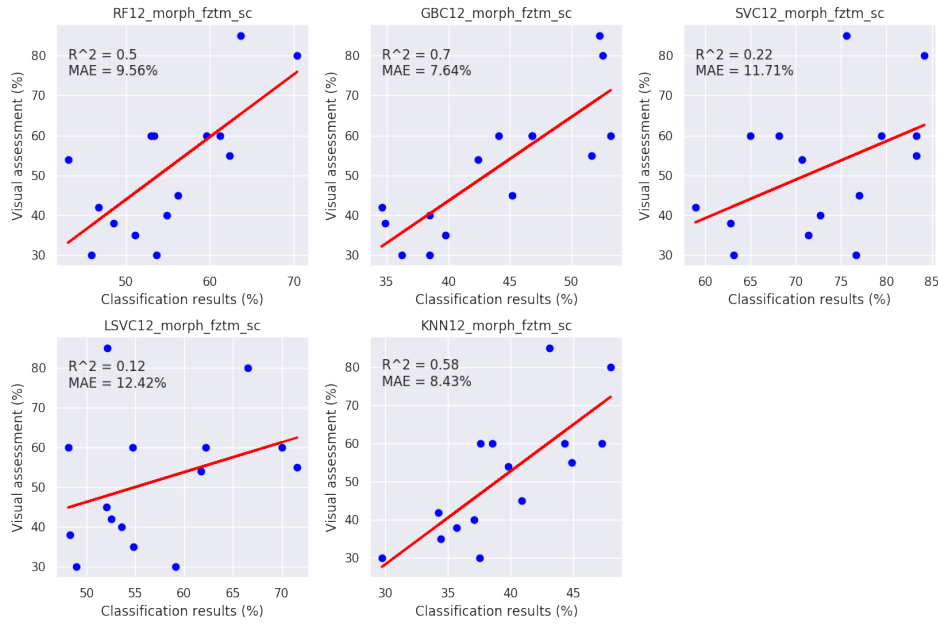 RF12_morph_fztm_sc
R^2 = 0.5
MAE = 9.56%
Visual assessment (%)
80
70
60
50
40
30
50
60
70
Classification results (%)
GBC12_morph_fztm_sc
R^2 = 0.7
MAE = 7.64%
Visual assessment (%)
80
70
60
50
40
30
35
40
45
50
Classification results (%)
SVC12_morph_fztm_sc
R^2 = 0.22
MAE = 11.71%
Visual assessment (%)
80
70
60
50
40
30
60
65
70
75
80
85
Classification results (%)
LSVC12_morph_fztm_sc
R^2 = 0.12
MAE = 12.42%
Visual assessment (%)
80
70
60
50
40
30
50
55
60
65
70
Classification results (%)
KNN12_morph_fztm_sc
R^2 = 0.58
MAE = 8.43%
Visual assessment (%)
80
70
60
50
40
30
30
35
40
45
Classification results (%)